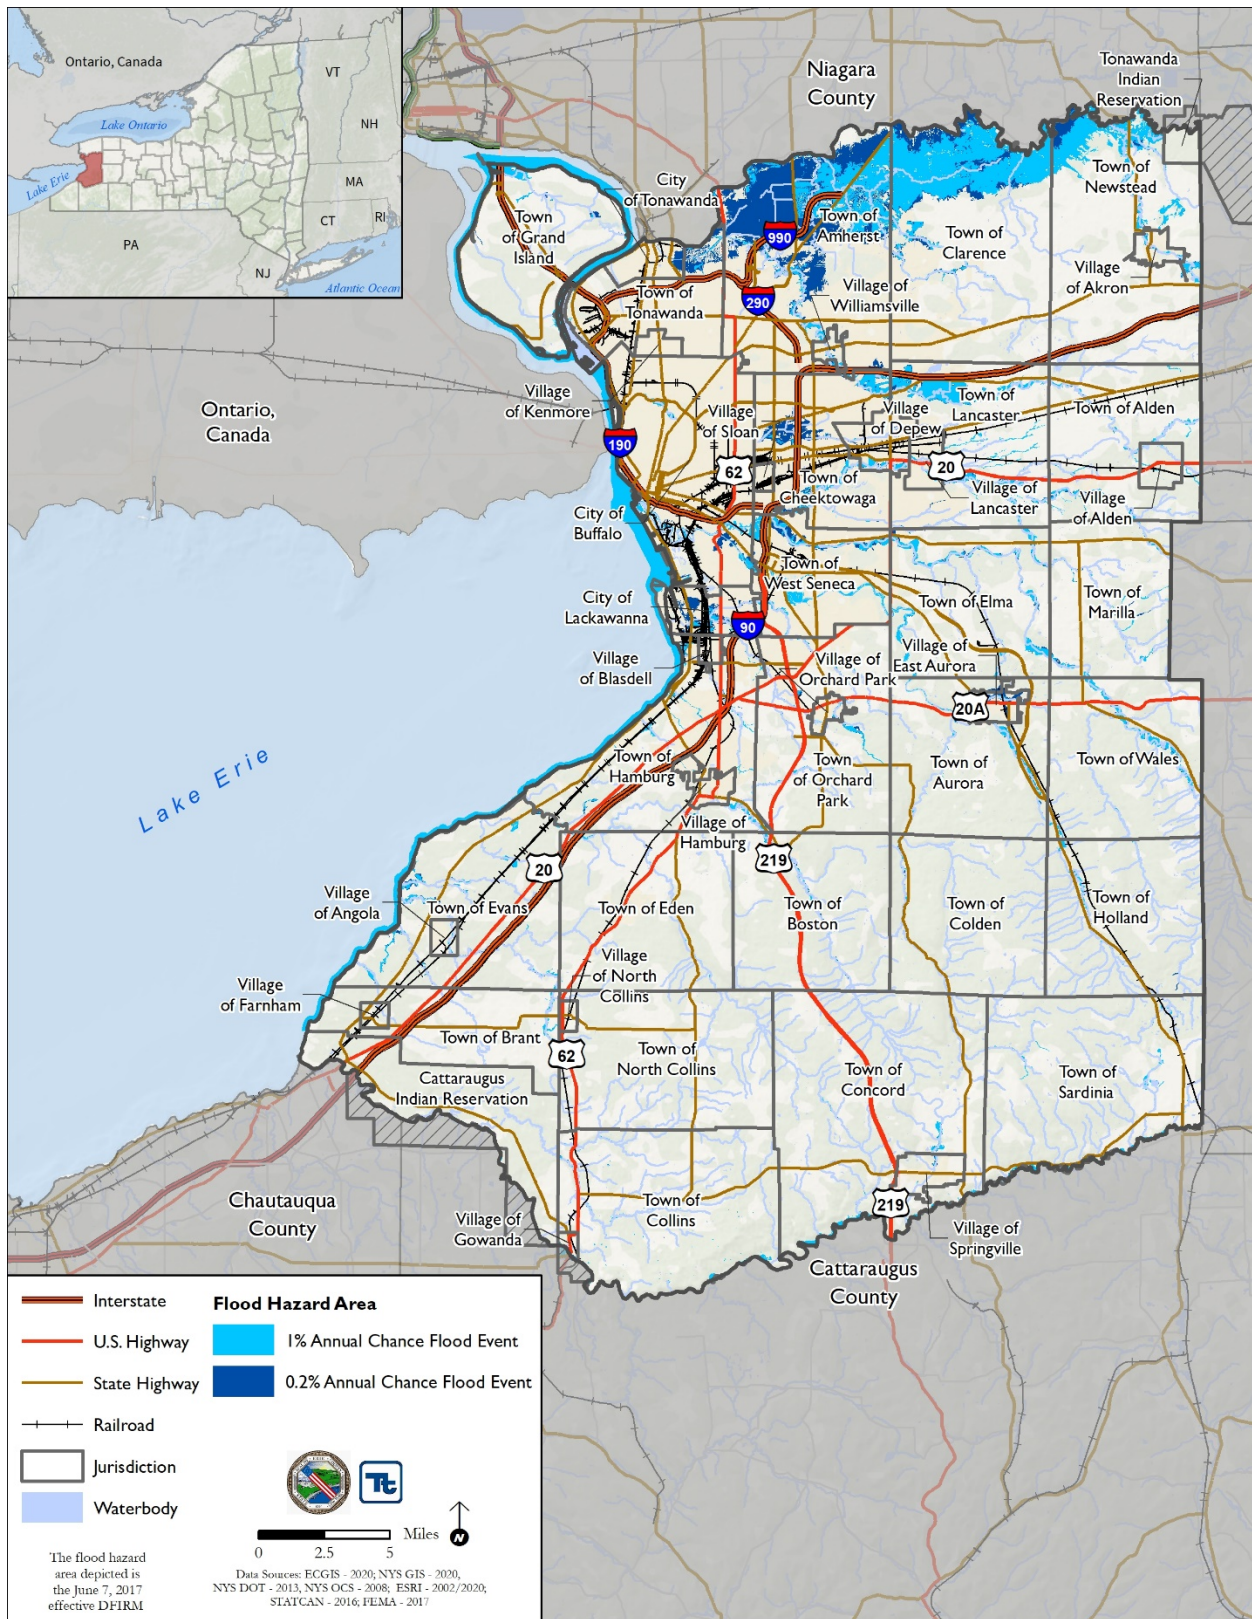 Ontario, Canada
VT
Lake Ontario
NH
Lake Erie
MA
CT
RI
PA
NJ
Atlantic Ocean
Niagara
County
Tonawanda
Indian
Reservation
Town of
Newstead
City
of Tonawanda
Town
of Grand
Island
990
Town of
Amherst
Town of
Clarence
Village
of Akron
Village of
Williamsville
290
Town of
Tonawanda
Ontario,
Canada
Village
of Kenmore
190
Village
of Sloan
Village
of Depew
Town of
Lancaster
Town of Alden
62
20
Town of
Cheektowaga
Village of
Lancaster
Village
of Alden
City of
Buffalo
Town of
West Seneca
City of
Lackawanna
Town of Elma
Town of
Marilla
90
Village
of Blasdell
Village of
Orchard Park
Village of
East Aurora
20A
Lake Erie
Town of
Hamburg
Town
of Orchard
Park
Town of
Aurora
Town of Wales
Village of
Hamburg
20
219
Village
of Angola
Town of Evans
Town of Eden
Town of
Boston
Town of
Colden
Town of
Holland
Village
of Farnham
Village
of North
Collins
Town of Brant
62
Town of
North Collins
Town of
Concord
Town of
Sardinia
Cattaraugus
Indian Reservation
Chautauqua
County
Village of
Gowanda
Town of
Collins
219
Village of
Springville
Cattaraugus
County
Interstate
U.S. Highway
State Highway
Railroad
Jurisdiction
Waterbody
Flood Hazard Area
1% Annual Chance Flood Event
0.2% Annual Chance Flood Event
Tt
Miles
N
0 2.5 5
The flood hazard
area depicted is
the June 7, 2017
effective DFIRM
Data Sources: ECGIS - 2020; NYS GIS - 2020,
NYS DOT - 2013, NYS OCS - 2008; ESRI - 2002/2020;
STATCAN - 2016; FEMA - 2017